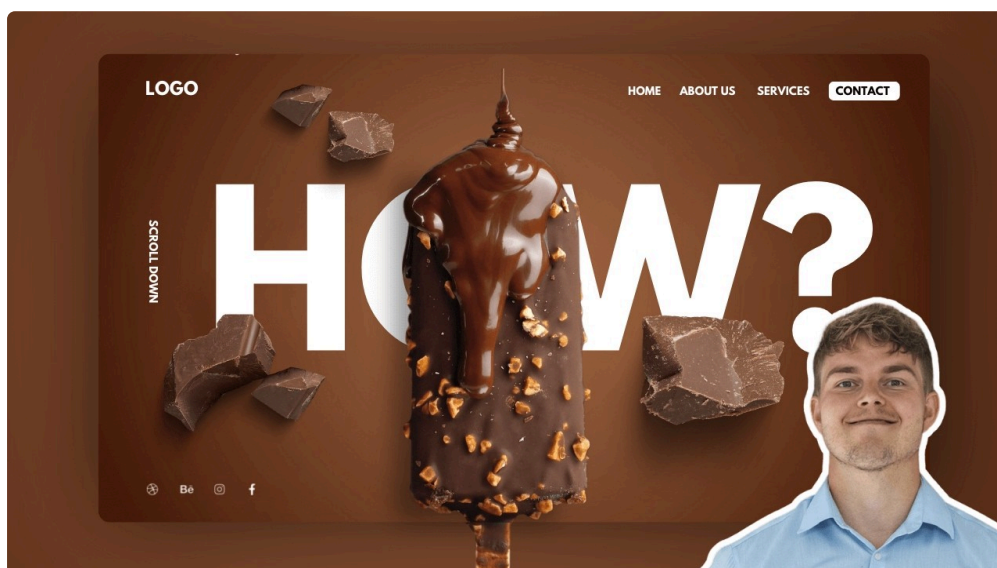 LOGO
HOME ABOUT US SERVICES CONTACT
HOW?
SCROLL DOWN
Bē